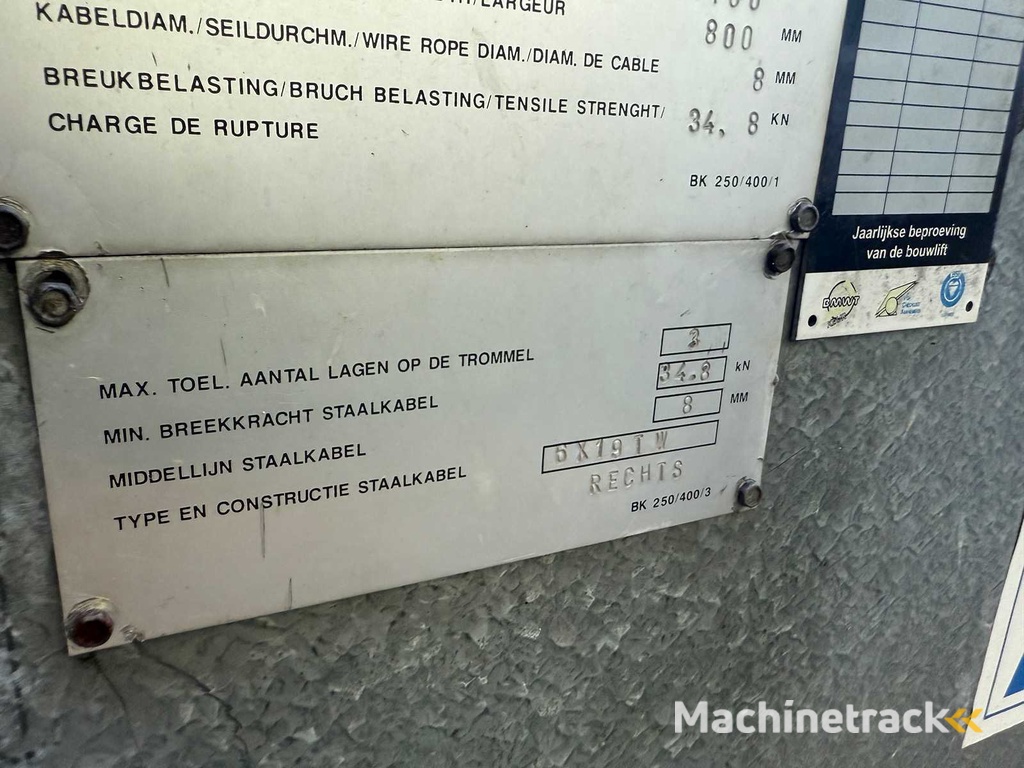 /LARGEUR
800 MM
KABELDIAM./SEILDURCHM./WIRE ROPE DIAM./DIAM. DE CABLE 8 MM
BREUKBELASTING/BRUCH BELASTING/TENSILE STRENGHT/ 34.8 KN
CHARGE DE RUPTURE
BK 250/400/1
Jaarlijkse beproeving
van de bouwlift
BMWT
MAX. TOEL. AANTAL LAGEN OP DE TROMMEL
MIN. BREEKKRACHT STAALKABEL 34.8 kN
MIDDELLIJN STAALKABEL 8 MM
TYPE EN CONSTRUCTIE STAALKABEL 6X19TW
RECHTS
BK 250/400/3
Machinetrack